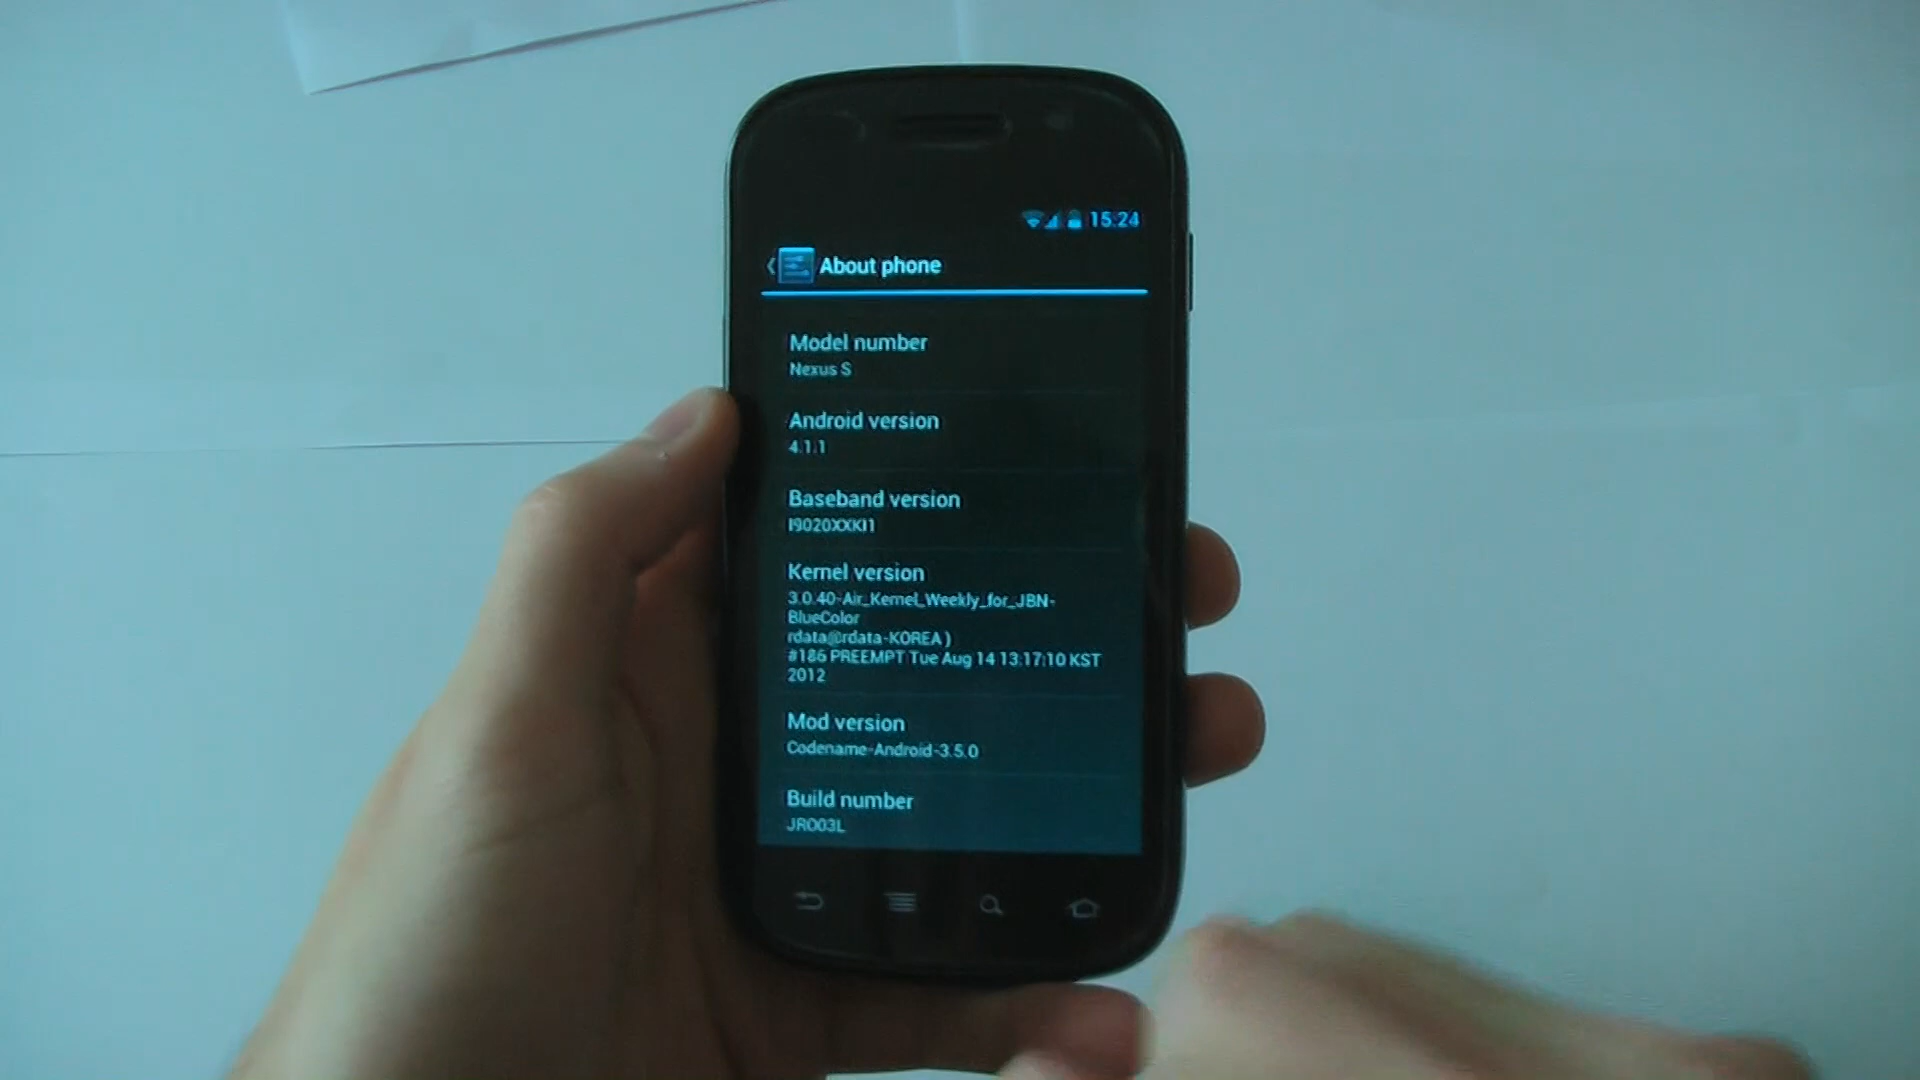 15:24
About phone
Model number
Nexus S
Android version
4.1.1
Baseband version
I9020XXKI1
Kernel version
3.0.40-Air_Kernel_Weekly_for_JBN-
BlueColor
rdata@rdata-KOREA )
#186 PREEMPT Tue Aug 14 13:17:10 KST
2012
Mod version
Codename-Android-3.5.0
Build number
JRO03L